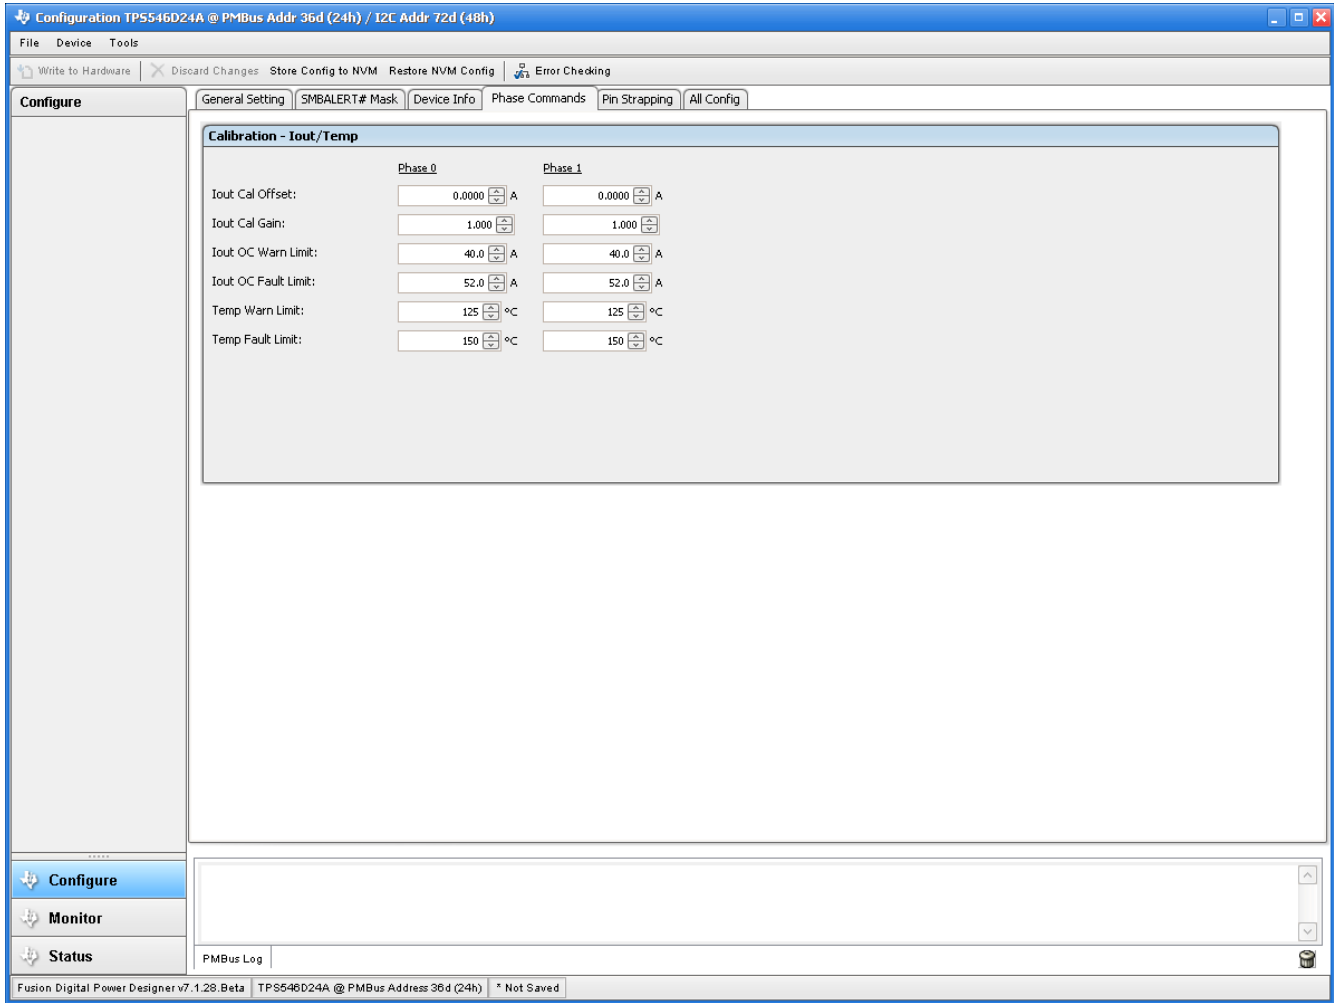 Configuration TPS546D24A @ PMBus Addr 36d (24h) / I2C Addr 72d (48h)
File Device Tools
Write to Hardware Discard Changes Store Config to NVM Restore NVM Config Error Checking
Configure
General Setting SMBALERT# Mask Device Info Phase Commands Pin Strapping All Config
Calibration - Iout/Temp
Phase 0 Phase 1
Iout Cal Offset: 0.0000 A 0.0000 A
Iout Cal Gain: 1.000 1.000
Iout OC Warn Limit: 40.0 A 40.0 A
Iout OC Fault Limit: 52.0 A 52.0 A
Temp Warn Limit: 125 °C 125 °C
Temp Fault Limit: 150 °C 150 °C
Configure
Monitor
Status
PMBus Log
Fusion Digital Power Designer v7.1.28.Beta TPS546D24A @ PMBus Address 36d (24h) * Not Saved